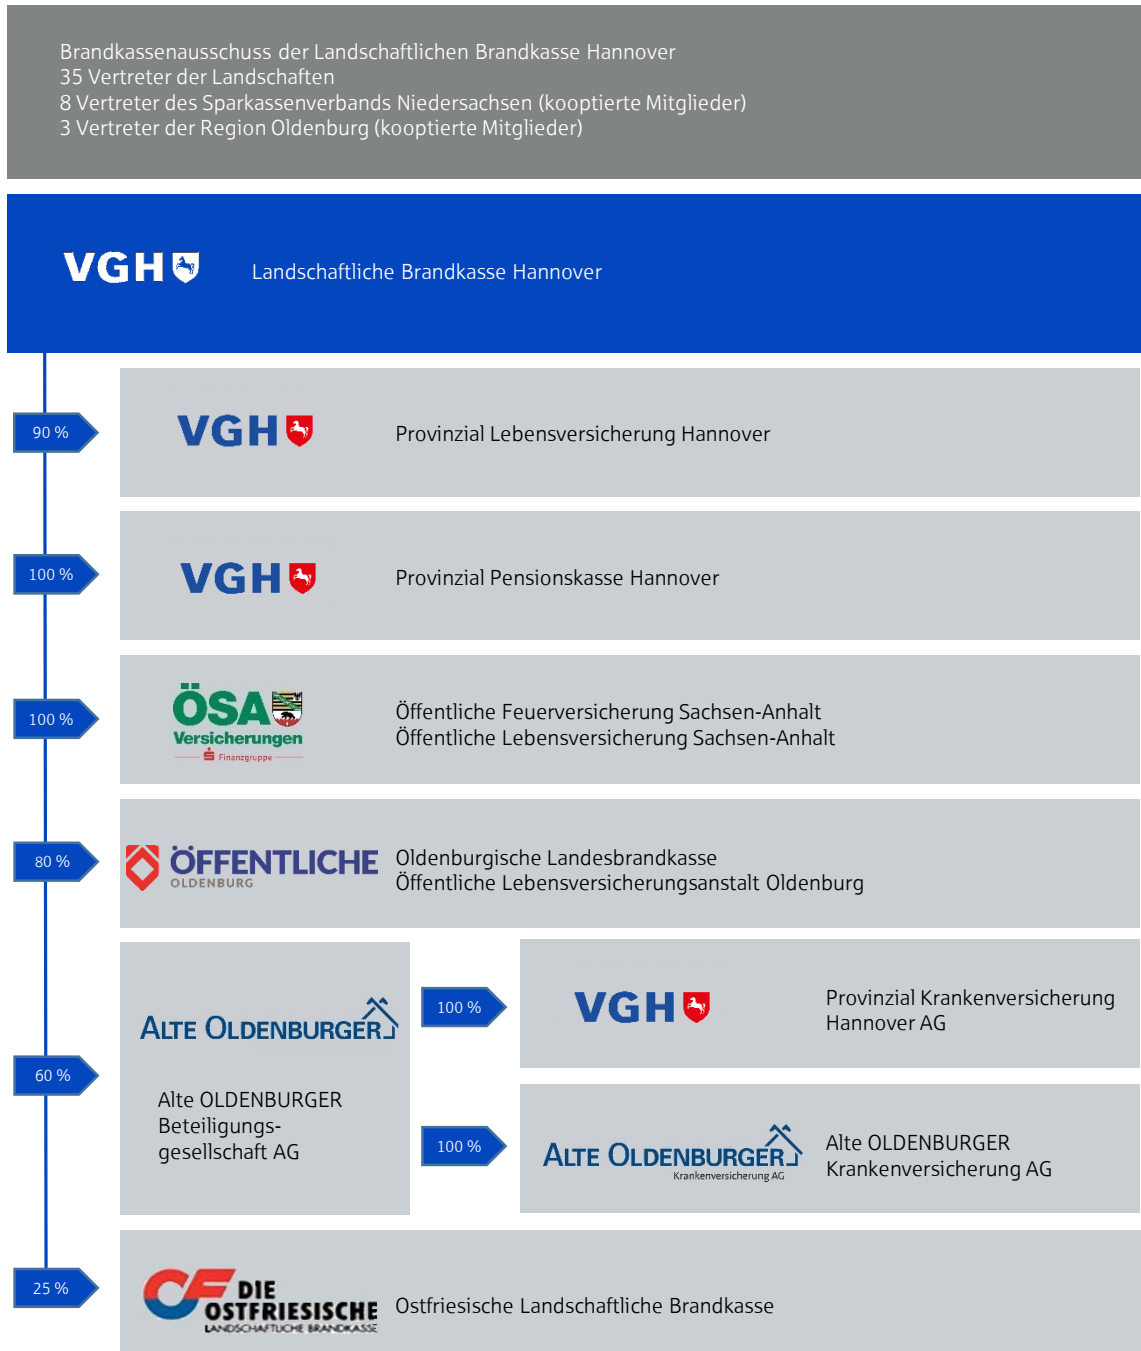 Brandkassenausschuss der Landschaftlichen Brandkasse Hannover
35 Vertreter der Landschaften
8 Vertreter des Sparkassenverbands Niedersachsen (kooptierte Mitglieder)
3 Vertreter der Region Oldenburg (kooptierte Mitglieder)
VGH
Landschaftliche Brandkasse Hannover
90 %
VGH
Provinzial Lebensversicherung Hannover
100 %
VGH
Provinzial Pensionskasse Hannover
100 %
ÖSA
Versicherungen
Finanzgruppe
Öffentliche Feuerversicherung Sachsen-Anhalt
Öffentliche Lebensversicherung Sachsen-Anhalt
80 %
ÖFFENTLICHE
OLDENBURG
Oldenburgische Landesbrandkasse
Öffentliche Lebensversicherungsanstalt Oldenburg
60 %
ALTE OLDENBURGER
Alte OLDENBURGER
Beteiligungs-
gesellschaft AG
100 %
VGH
Provinzial Krankenversicherung
Hannover AG
100 %
ALTE OLDENBURGER
Krankenversicherung AG
Alte OLDENBURGER
Krankenversicherung AG
25 %
DIE
OSTFRIESISCHE
LANDSCHAFTLICHE BRANDKASSE
Ostfriesische Landschaftliche Brandkasse